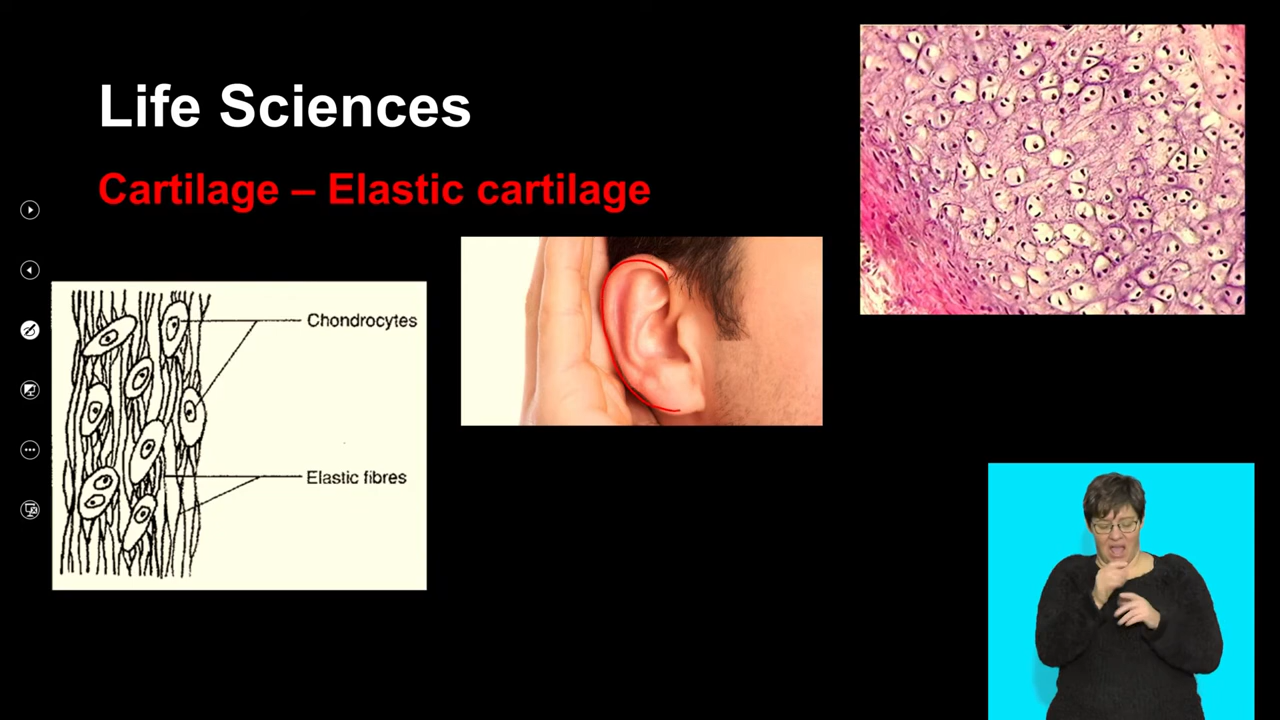 Life Sciences
Cartilage – Elastic cartilage
Chondrocytes
Elastic fibres